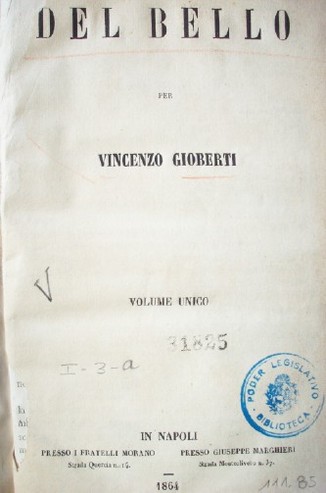 DEL BELLO
PER
VINCENZO GIOBERTI
VOLUME UNICO
31825
I-3-a
PODER LEGISLATIVO
BIBLIOTECA
IN NAPOLI
PRESSO I FRATELLI MORANO PRESSO GIUSEPPE MARGHIERI
Strada Quercia n. 14. Strada Monteoliveto n. 37.
1864
111.85